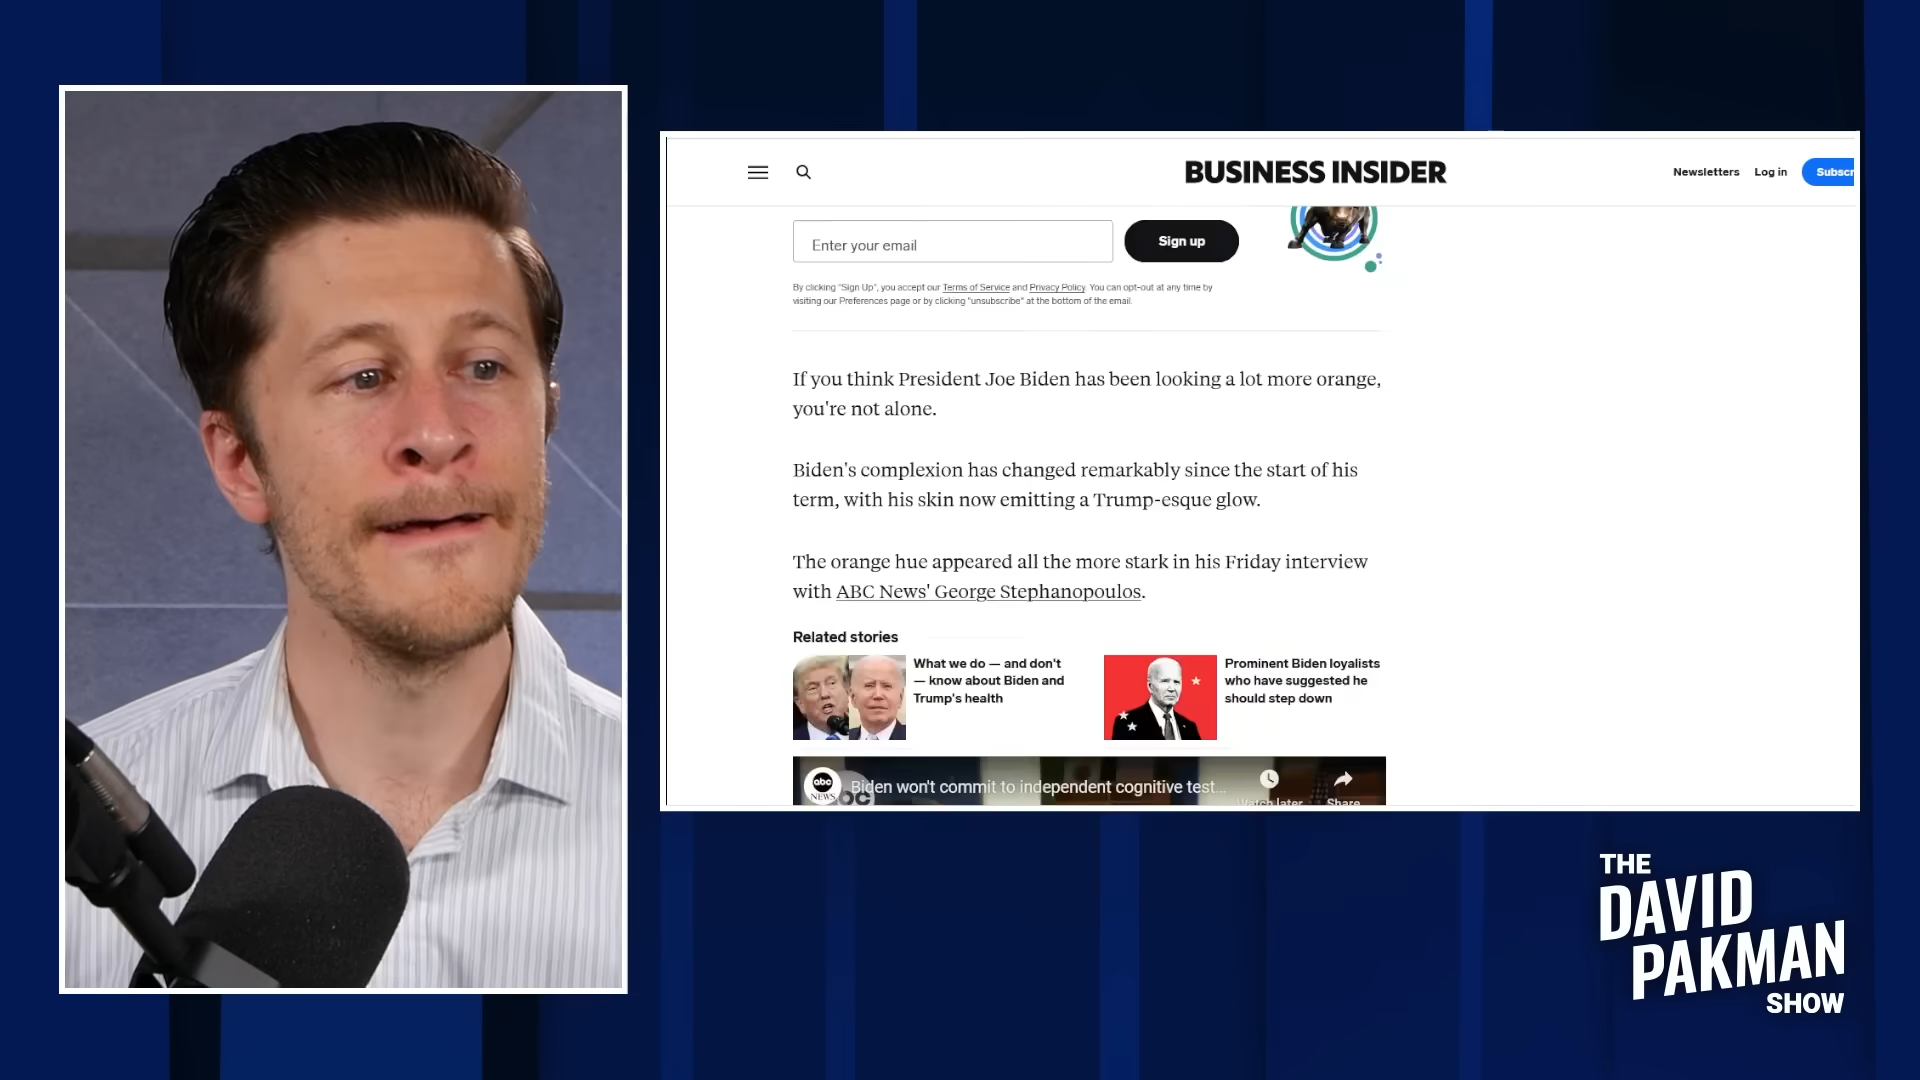 BUSINESS INSIDER
Newsletters Log in Subscr
Enter your email
Sign up
By clicking "Sign Up", you accept our Terms of Service and Privacy Policy. You can opt-out at any time by
visiting our Preferences page or by clicking "unsubscribe" at the bottom of the email.
If you think President Joe Biden has been looking a lot more orange,
you're not alone.
Biden's complexion has changed remarkably since the start of his
term, with his skin now emitting a Trump-esque glow.
The orange hue appeared all the more stark in his Friday interview
with ABC News' George Stephanopoulos.
Related stories
What we do — and don't
— know about Biden and
Trump's health
Prominent Biden loyalists
who have suggested he
should step down
abc
NEWS
Biden won't commit to independent cognitive test...
Watch later
Share
THE
DAVID
PAKMAN
SHOW